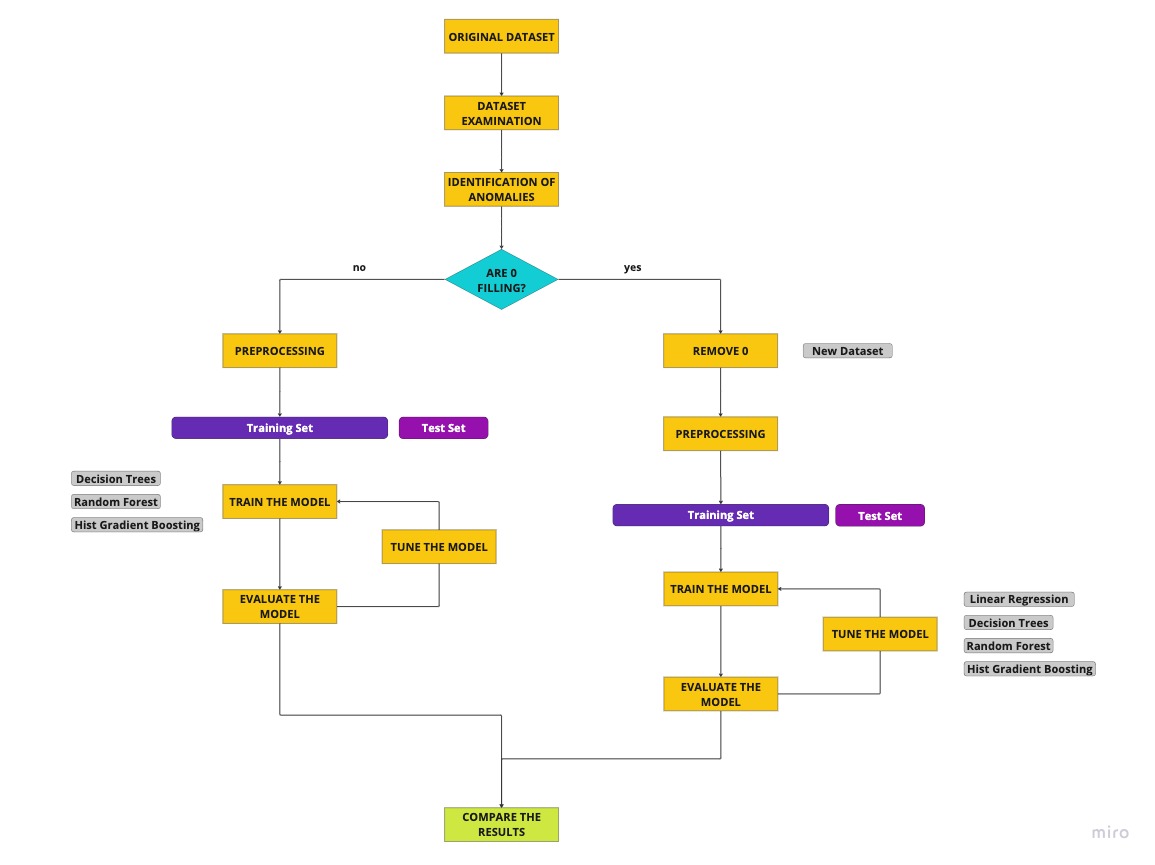 ORIGINAL DATASET
DATASET
EXAMINATION
IDENTIFICATION OF
ANOMALIES
ARE 0
FILLING?
no
yes
PREPROCESSING
REMOVE 0
New Dataset
Training Set
Test Set
PREPROCESSING
Decision Trees
Random Forest
Hist Gradient Boosting
TRAIN THE MODEL
TUNE THE MODEL
EVALUATE THE
MODEL
Training Set
Test Set
TRAIN THE MODEL
TUNE THE MODEL
EVALUATE THE
MODEL
Linear Regression
Decision Trees
Random Forest
Hist Gradient Boosting
COMPARE THE
RESULTS
miro